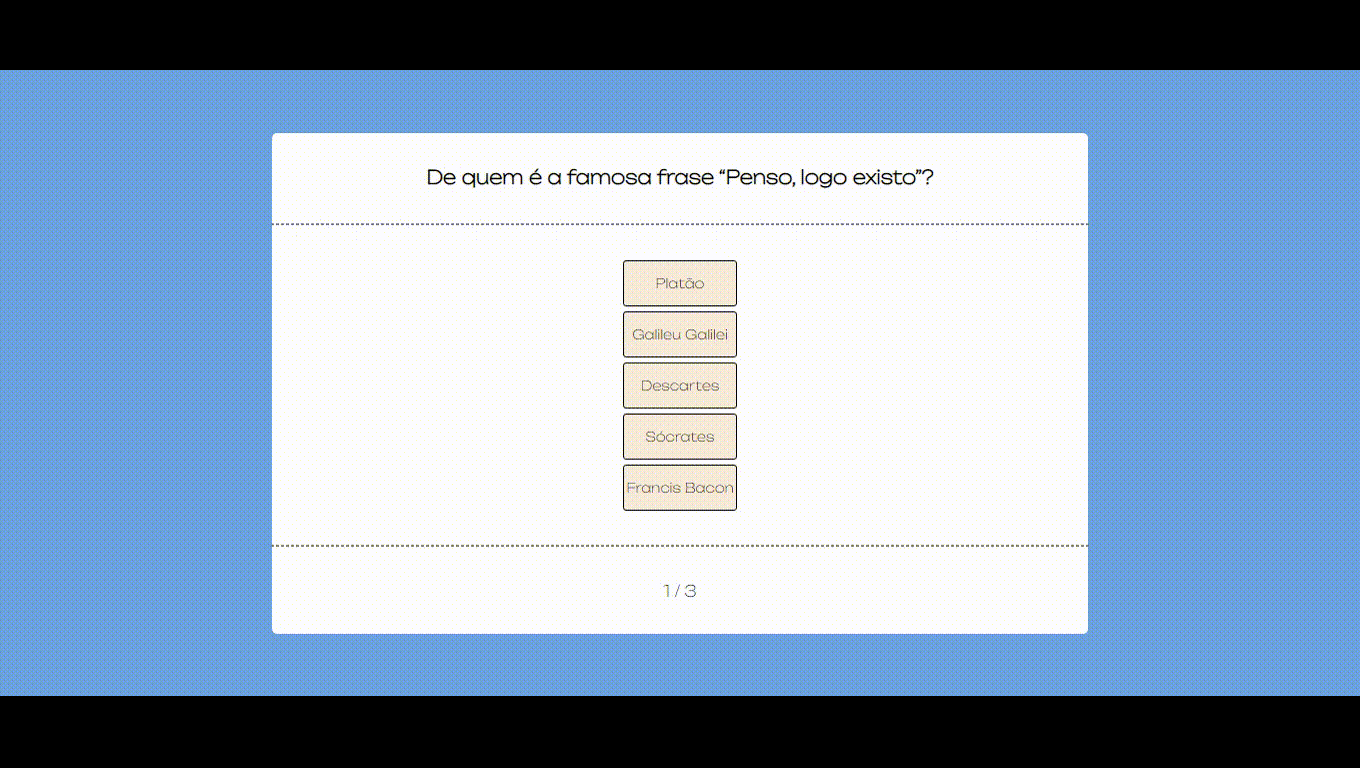 De quem é a famosa frase “Penso, logo existo”?
Platão
Galileu Galilei
Descartes
Sócrates
Francis Bacon
1 / 3